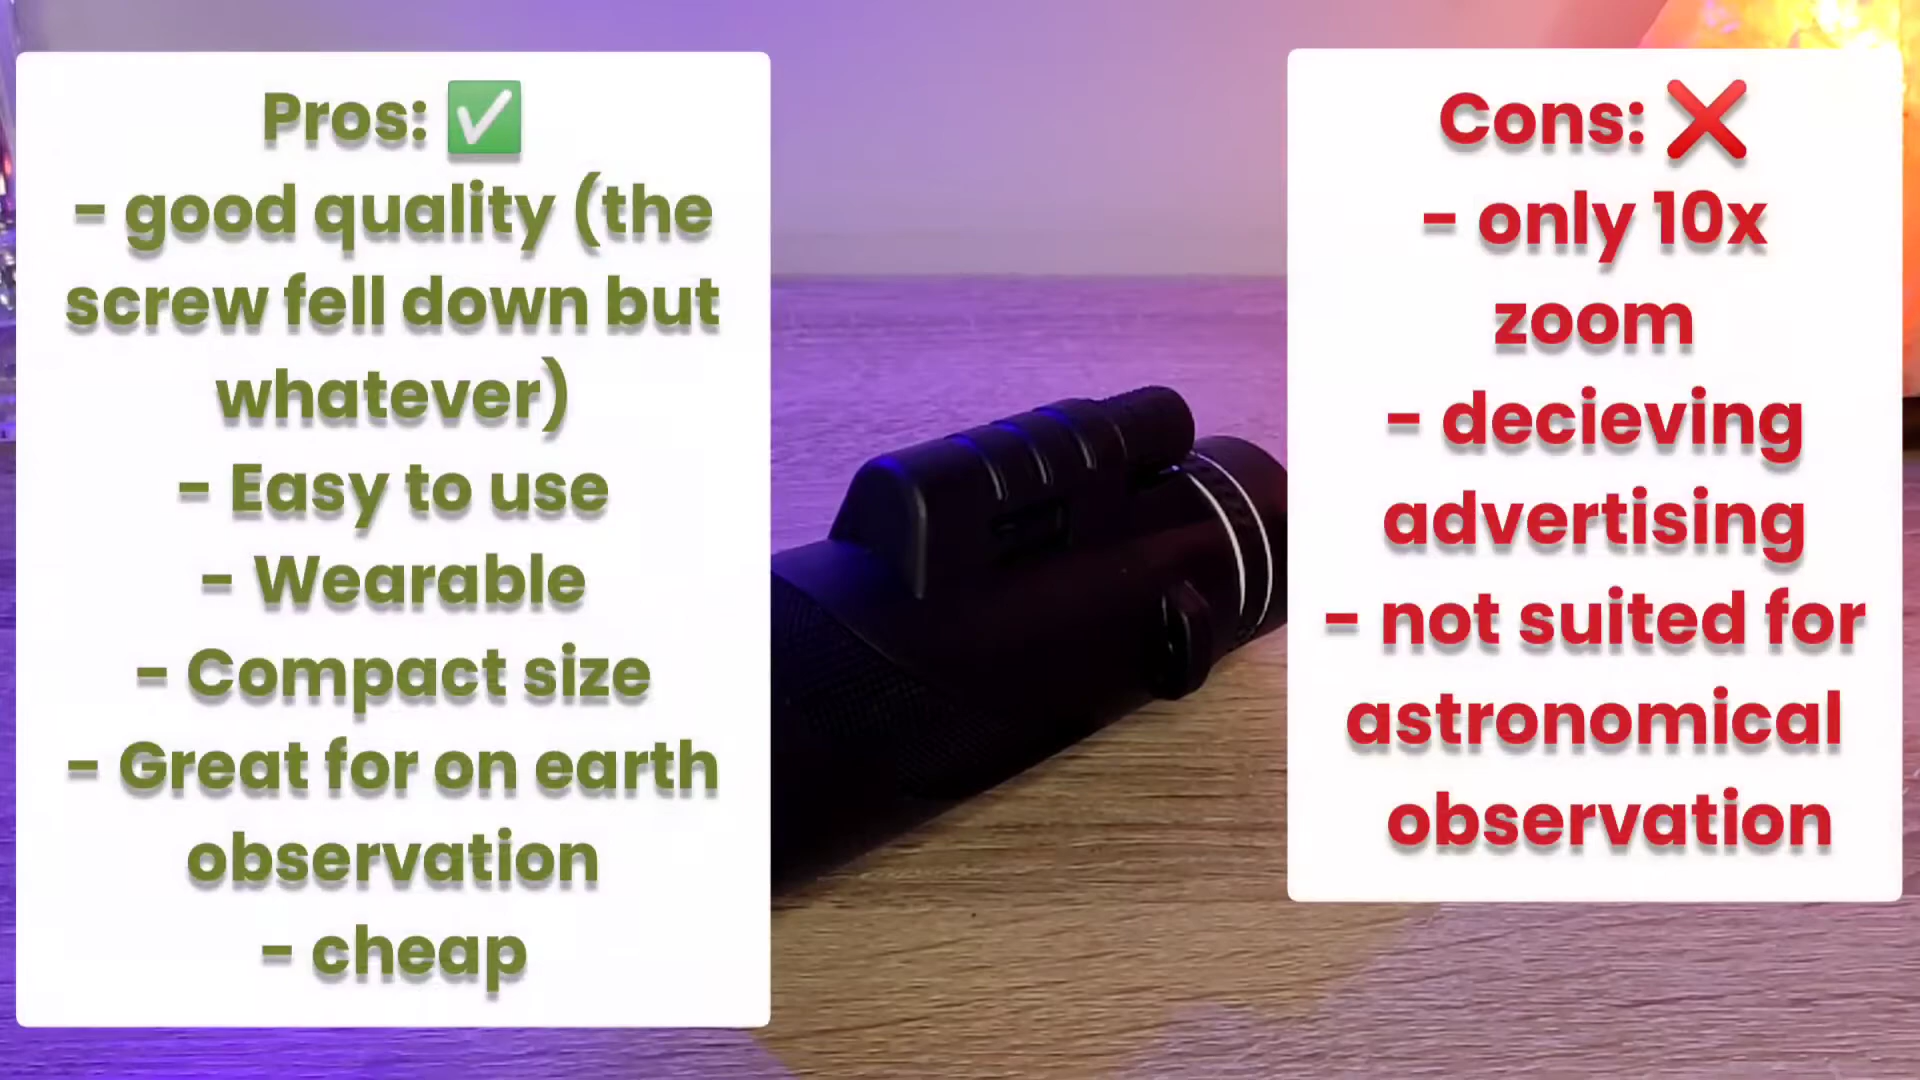 Pros: ✅
- good quality (the
screw fell down but
whatever)
- Easy to use
- Wearable
- Compact size
- Great for on earth
observation
- cheap
Cons: ❌
- only 10x
zoom
- decieving
advertising
- not suited for
astronomical
observation